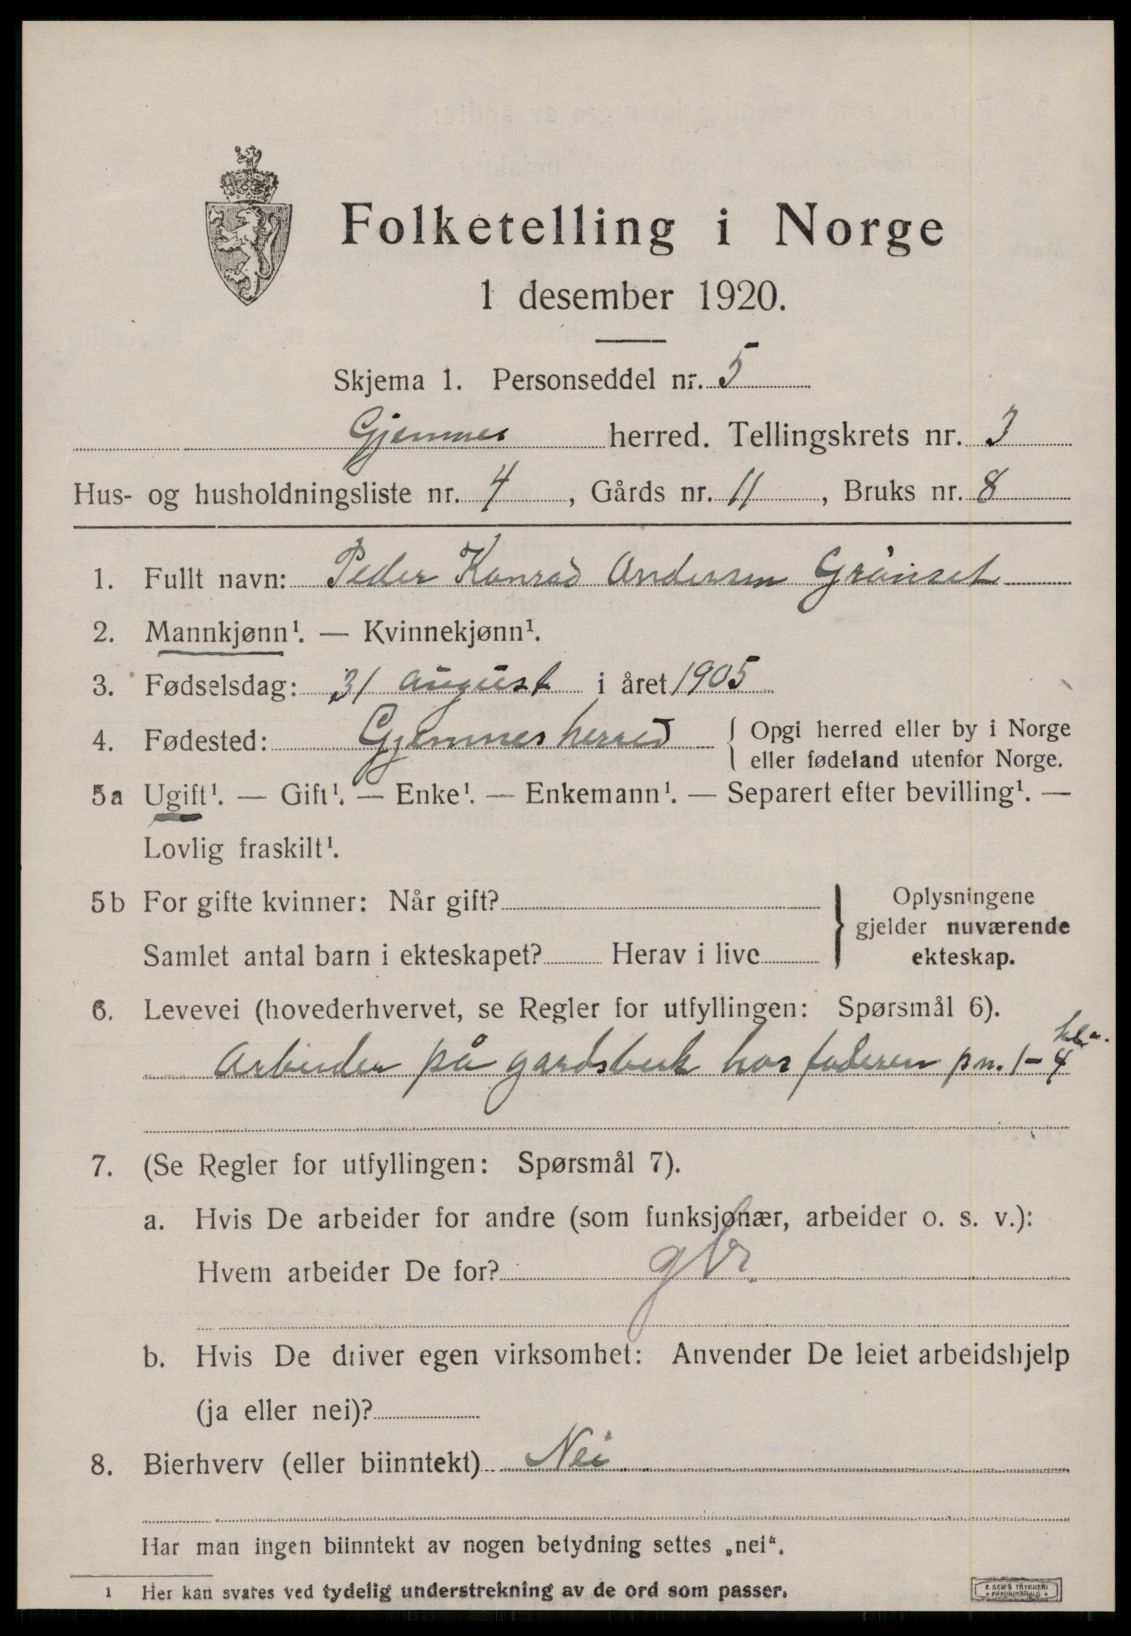 Folketelling i Norge
1 desember 1920.
Skjema 1. Personseddel nr. 5
Gjemnes herred. Tellingskrets nr. 3
Hus- og husholdningsliste nr. 4, Gårds nr. 11, Bruks nr. 8
1. Fullt navn: Peder Konrad Andersen Grönset
2. Mannkjønn¹. — Kvinnekjønn¹.
3. Fødselsdag: 31 august i året 1905
4. Fødested: Gjemnes herred { Opgi herred eller by i Norge
eller fødeland utenfor Norge.
5a Ugift¹. — Gift¹. — Enke¹. — Enkemann¹. — Separert efter bevilling¹. —
Lovlig fraskilt¹.
5b For gifte kvinner: Når gift? } Oplysningene
gjelder nuværende
Samlet antal barn i ekteskapet? Herav i live
ekteskap.
6. Levevei (hovederhvervet, se Regler for utfyllingen: Spørsmål 6).
Arbeider på gardsbruk hos faderen pn. 1-4
7. (Se Regler for utfyllingen: Spørsmål 7).
a. Hvis De arbeider for andre (som funksjonær, arbeider o. s. v.):
Hvem arbeider De for? gbr.
b. Hvis De driver egen virksomhet: Anvender De leiet arbeidshjelp
(ja eller nei)?
8. Bierhverv (eller biinntekt) Nei
Har man ingen biinntekt av nogen betydning settes „nei“.
1 Her kan svares ved tydelig understrekning av de ord som passer.